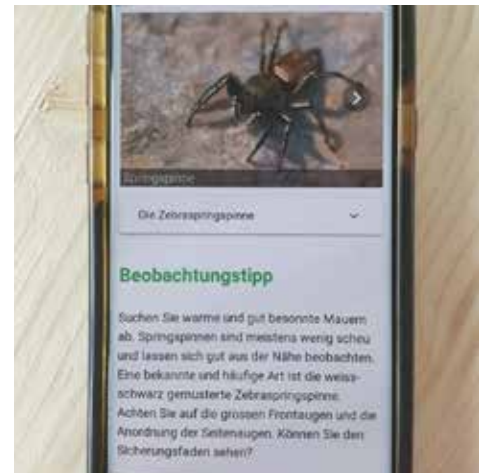 Springspinne
Die Zebraspringspinne
Beobachtungstipp
Suchen Sie warme und gut besonnte Mauern
ab. Springspinnen sind meistens wenig scheu
und lassen sich gut aus der Nähe beobachten.
Eine bekannte und häufige Art ist die weiss-
schwarz gemusterte Zebraspringspinne.
Achten Sie auf die grossen Frontaugen und die
Anordnung der Seitenaugen. Können Sie den
Sicherungsfaden sehen?